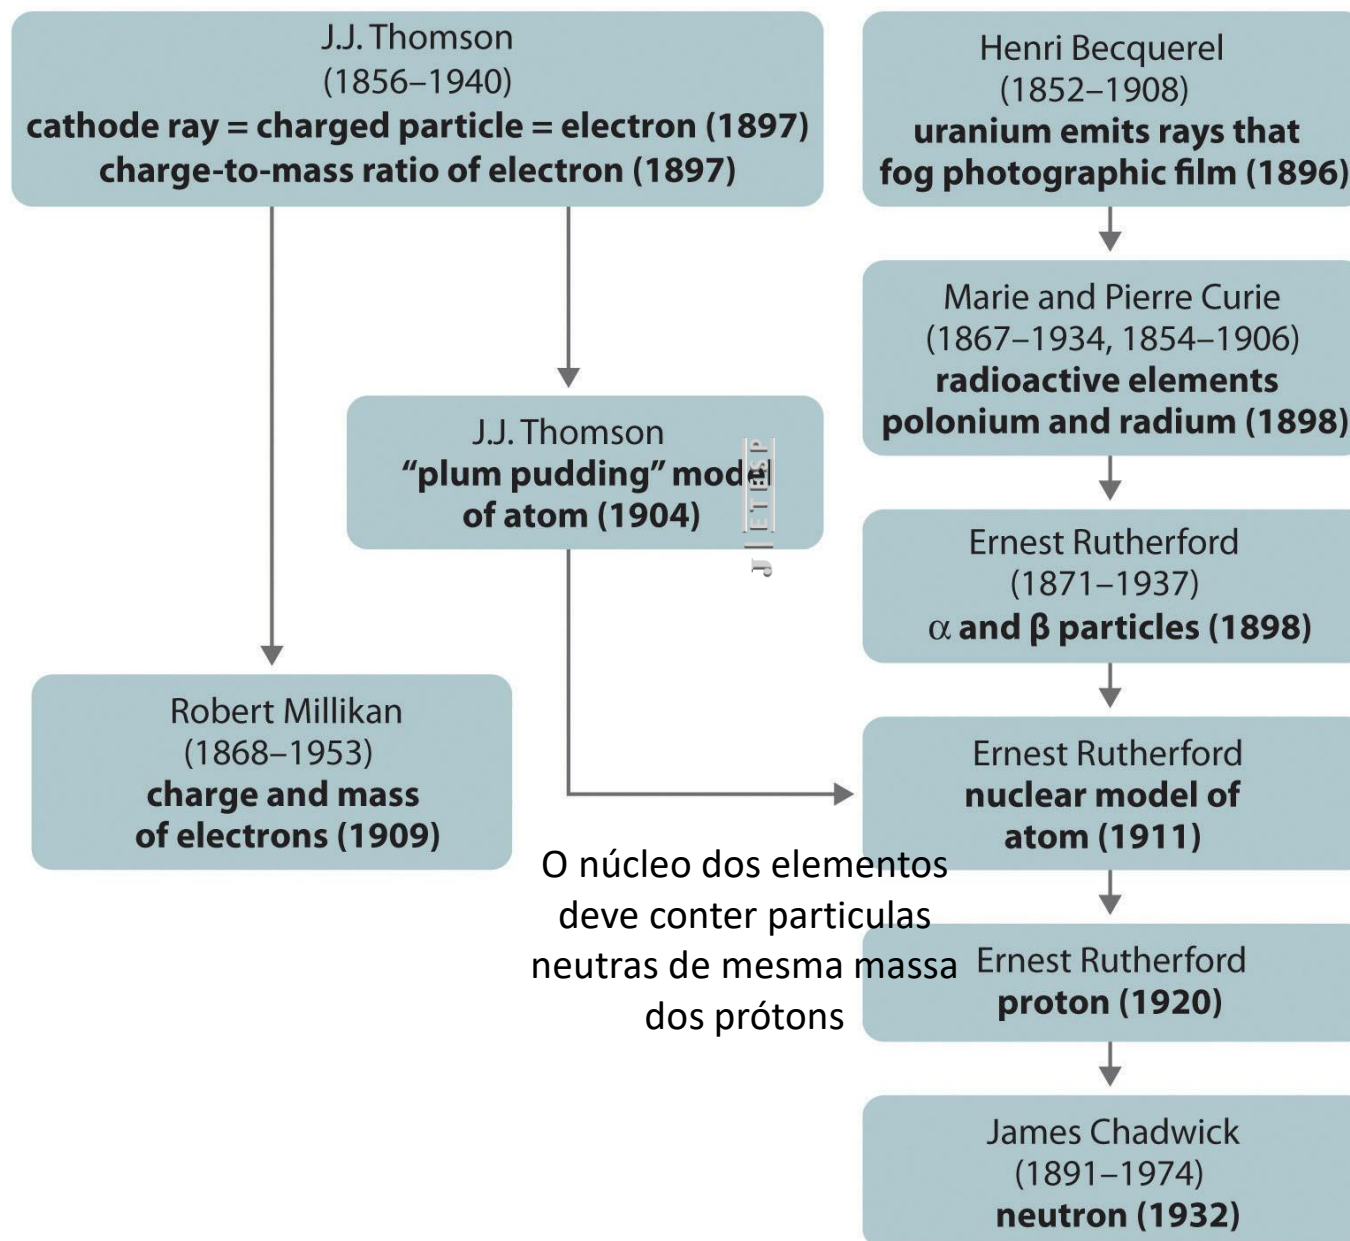 J.J. Thomson
(1856–1940)
cathode ray = charged particle = electron (1897)
charge-to-mass ratio of electron (1897)
Henri Becquerel
(1852–1908)
uranium emits rays that
fog photographic film (1896)
Marie and Pierre Curie
(1867–1934, 1854–1906)
radioactive elements
polonium and radium (1898)
J.J. Thomson
“plum pudding” model
of atom (1904)
J | E T E S P
Ernest Rutherford
(1871–1937)
α and β particles (1898)
Robert Millikan
(1868–1953)
charge and mass
of electrons (1909)
Ernest Rutherford
nuclear model of
atom (1911)
O núcleo dos elementos
deve conter particulas
neutras de mesma massa
dos prótons
Ernest Rutherford
proton (1920)
James Chadwick
(1891–1974)
neutron (1932)